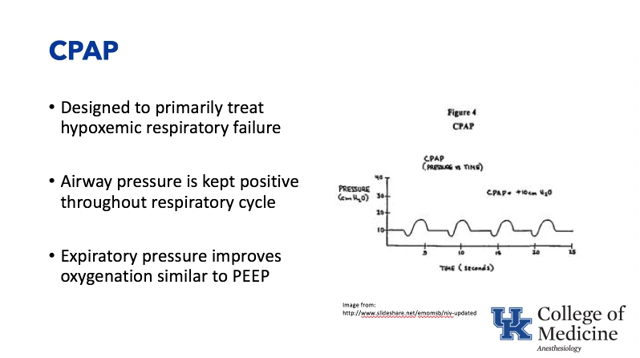 CPAP
• Designed to primarily treat
hypoxemic respiratory failure
• Airway pressure is kept positive
throughout respiratory cycle
• Expiratory pressure improves
oxygenation similar to PEEP
Figure 4
CPAP
CPAP
(PRESSURE vs TIME)
PRESSURE
(cm H₂O)
CPAP= +10cm H₂O
40
30
20
10
5
10
15
20
25
TIME (seconds)
Image from:
http://www.slideshare.net/emomsb/niv-updated
UK
College of
Medicine
Anesthesiology